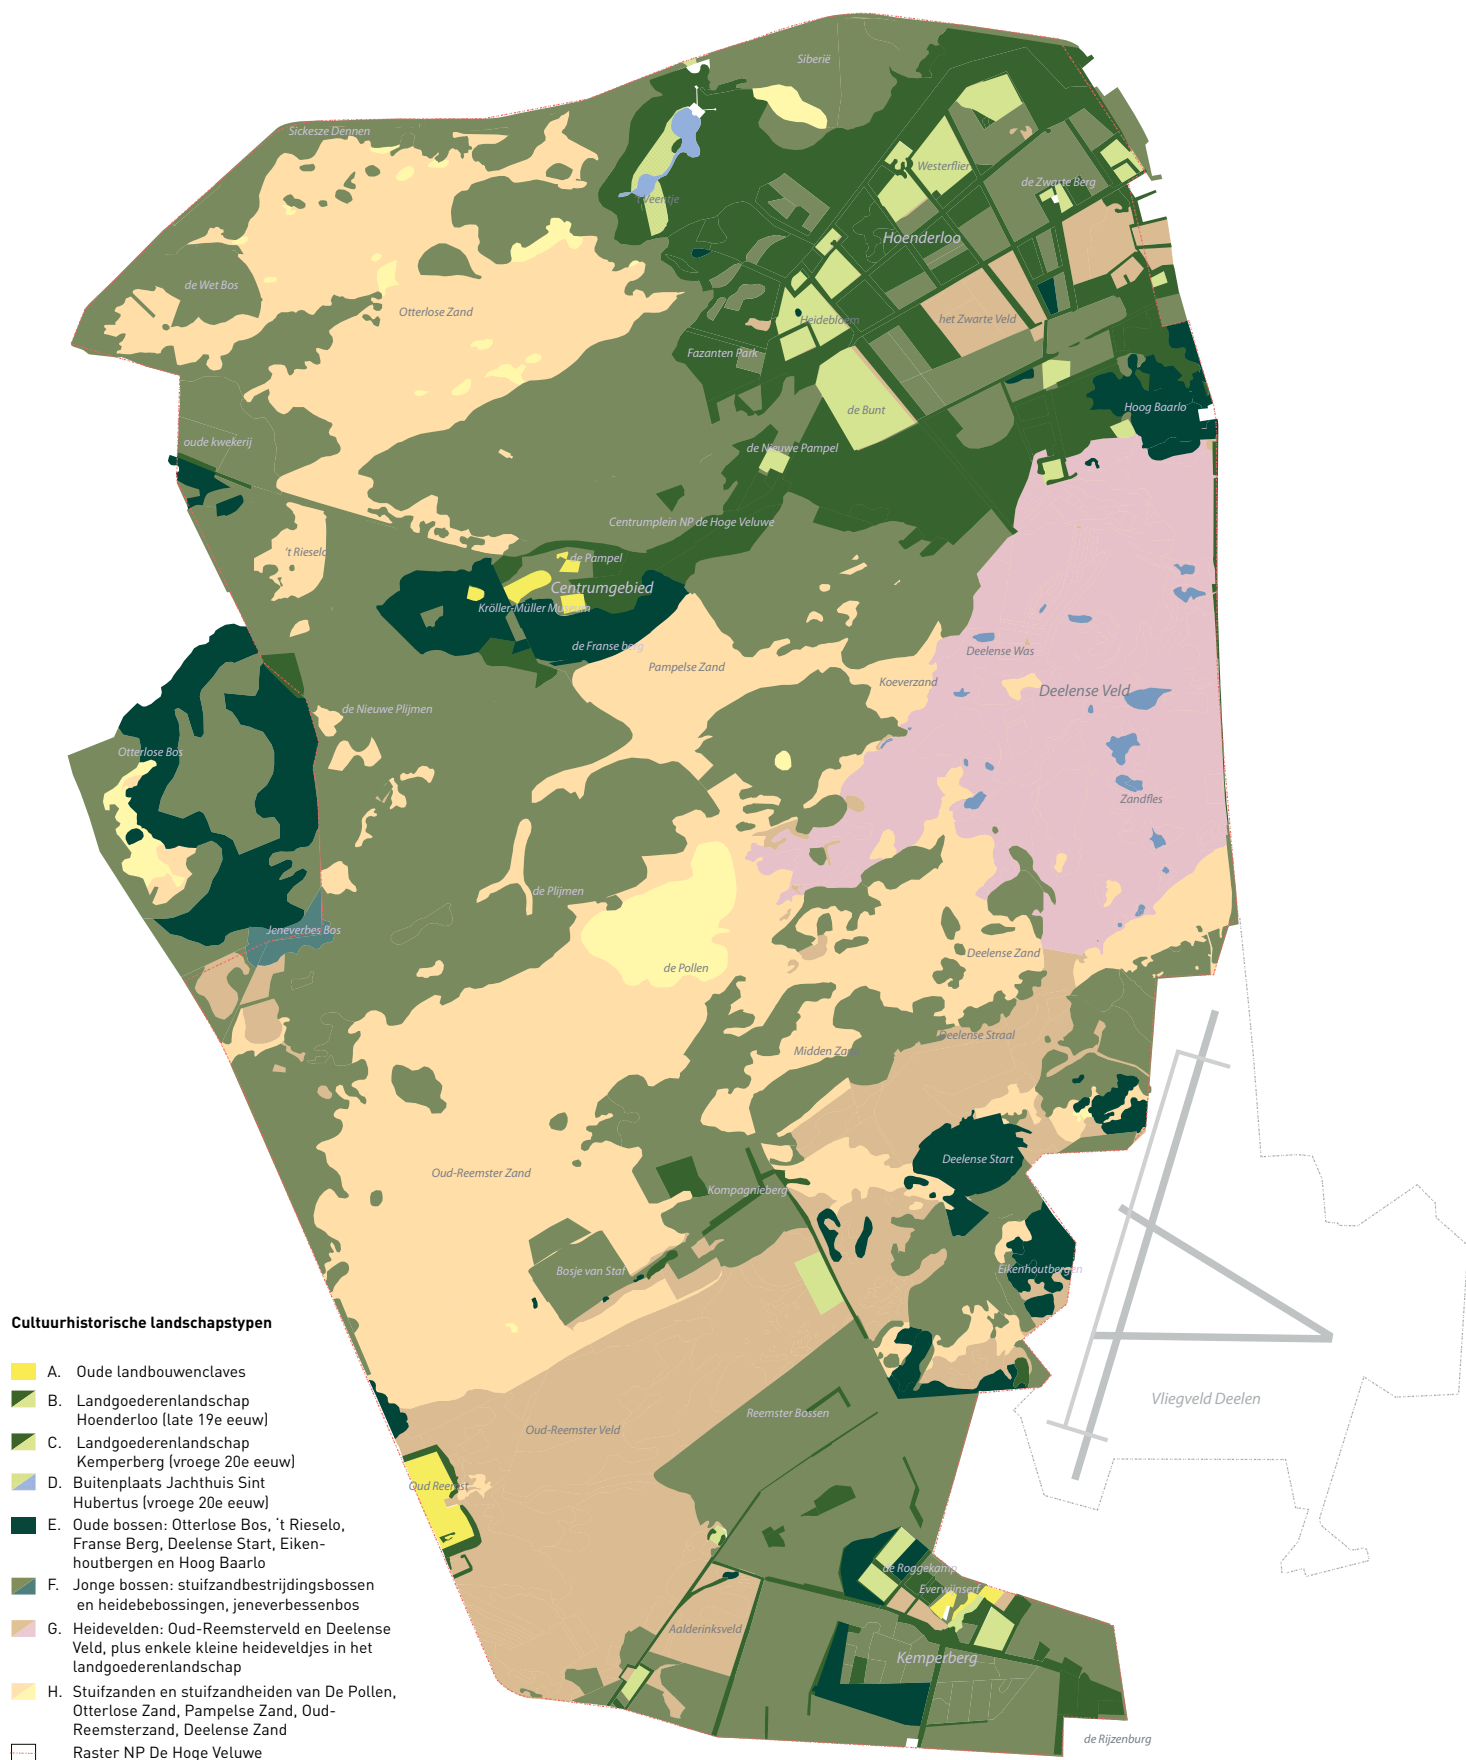 Siberië
Sickesze Dennen
Westerflier
de Zwarte Berg
't Veentje
Hoenderloo
de Wet Bos
Otterlose Zand
Heidebloem
het Zwarte Veld
Fazanten Park
de Bunt
Hoog Baarlo
oude kwekerij
de Nieuwe Pampel
Centrumplein NP de Hoge Veluwe
't Rieselo
de Pampel
Centrumgebied
Kröller-Müller Museum
de Franse berg
Pampelse Zand
Deelense Was
Koeverzand
Deelense Veld
de Nieuwe Plijmen
Otterlose Bos
Zandfles
de Plijmen
Jeneverbes Bos
de Pollen
Deelense Zand
Deelense Straal
Midden Zand
Oud-Reemster Zand
Deelense Start
Kompagnieberg
Bosje van Staf
Eikenhoutbergen
Vliegveld Deelen
Reemster Bossen
Oud-Reemster Veld
Oud Reemst
de Roggekamp
Everwijnserf
Aalderinksveld
Kemperberg
de Rijzenburg
Cultuurhistorische landschapstypen
A. Oude landbouwenclaves
B. Landgoederenlandschap
Hoenderloo (late 19e eeuw)
C. Landgoederenlandschap
Kemperberg (vroege 20e eeuw)
D. Buitenplaats Jachthuis Sint
Hubertus (vroege 20e eeuw)
E. Oude bossen: Otterlose Bos, 't Rieselo,
Franse Berg, Deelense Start, Eiken-
houtbergen en Hoog Baarlo
F. Jonge bossen: stuifzandbestrijdingsbossen
en heidebebossingen, jeneverbessenbos
G. Heidevelden: Oud-Reemsterveld en Deelense
Veld, plus enkele kleine heideveldjes in het
landgoederenlandschap
H. Stuifzanden en stuifzandheiden van De Pollen,
Otterlose Zand, Pampelse Zand, Oud-
Reemsterzand, Deelense Zand
Raster NP De Hoge Veluwe